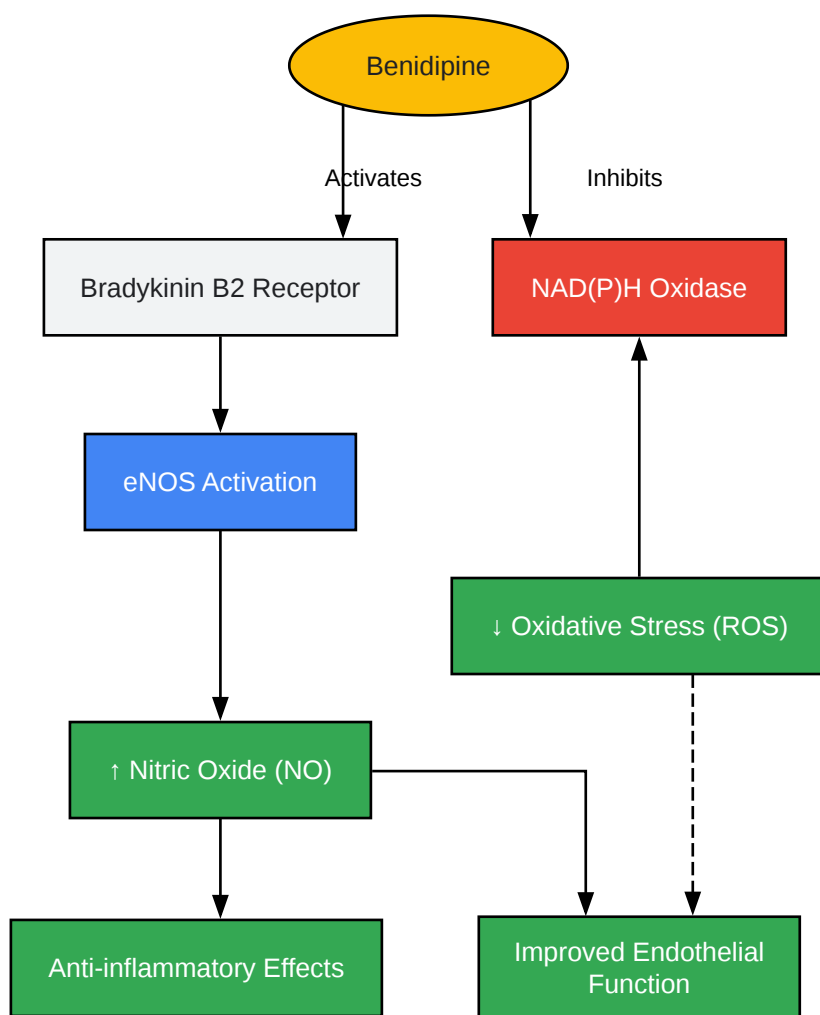 Benidipine
Activates
Inhibits
Bradykinin B2 Receptor
NAD(P)H Oxidase
eNOS Activation
↓ Oxidative Stress (ROS)
↑ Nitric Oxide (NO)
Anti-inflammatory Effects
Improved Endothelial
Function